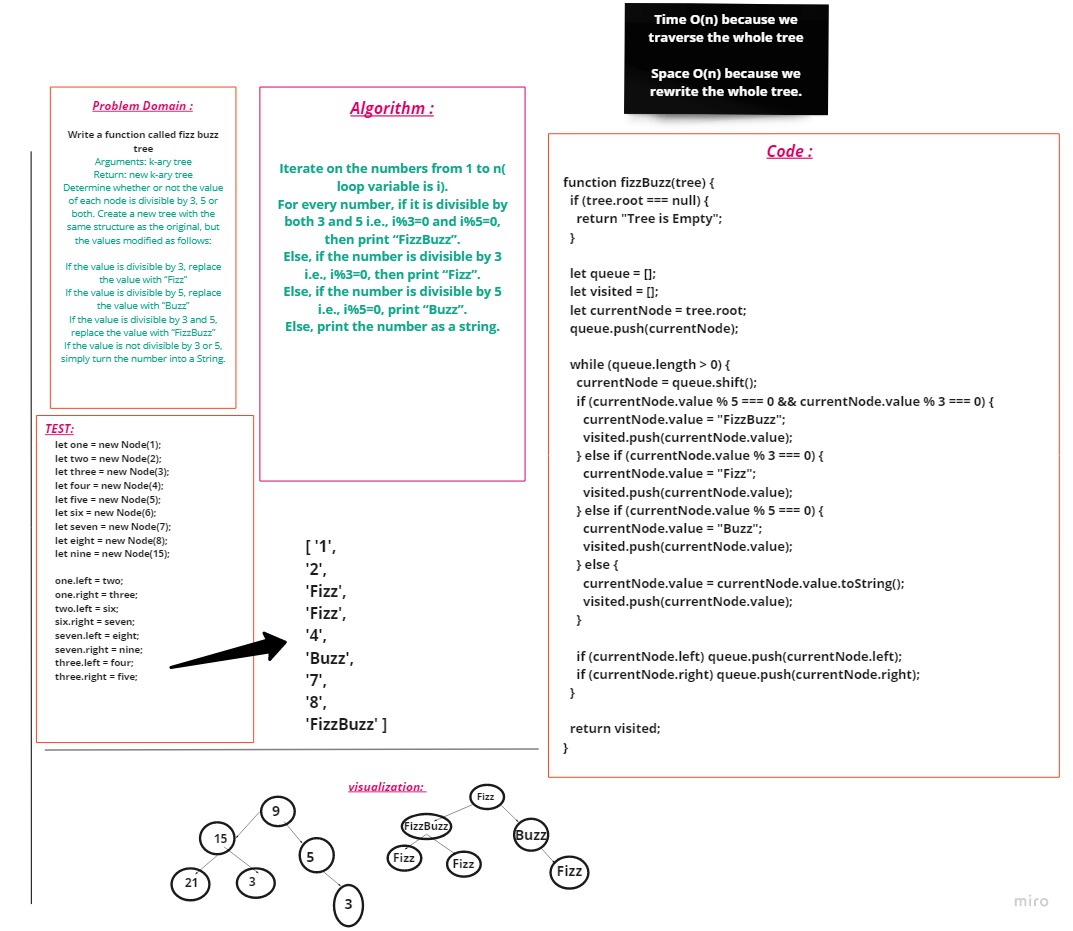 Time O(n) because we
traverse the whole tree
Space O(n) because we
rewrite the whole tree.
Problem Domain :
Write a function called fizz buzz
tree
Arguments: k-ary tree
Return: new k-ary tree
Determine whether or not the value
of each node is divisible by 3, 5 or
both. Create a new tree with the
same structure as the original, but
the values modified as follows:
If the value is divisible by 3, replace
the value with “Fizz”
If the value is divisible by 5, replace
the value with “Buzz”
If the value is divisible by 3 and 5,
replace the value with “FizzBuzz”
If the value is not divisible by 3 or 5,
simply turn the number into a String.
Algorithm :
Iterate on the numbers from 1 to n(
loop variable is i).
For every number, if it is divisible by
both 3 and 5 i.e., i%3=0 and i%5=0,
then print “FizzBuzz”.
Else, if the number is divisible by 3
i.e., i%3=0, then print “Fizz”.
Else, if the number is divisible by 5
i.e., i%5=0, print “Buzz”.
Else, print the number as a string.
Code :
function fizzBuzz(tree) {
if (tree.root === null) {
return "Tree is Empty";
}
let queue = [];
let visited = [];
let currentNode = tree.root;
queue.push(currentNode);
while (queue.length > 0) {
currentNode = queue.shift();
if (currentNode.value % 5 === 0 && currentNode.value % 3 === 0) {
currentNode.value = "FizzBuzz";
visited.push(currentNode.value);
} else if (currentNode.value % 3 === 0) {
currentNode.value = "Fizz";
visited.push(currentNode.value);
} else if (currentNode.value % 5 === 0) {
currentNode.value = "Buzz";
visited.push(currentNode.value);
} else {
currentNode.value = currentNode.value.toString();
visited.push(currentNode.value);
}
if (currentNode.left) queue.push(currentNode.left);
if (currentNode.right) queue.push(currentNode.right);
}
return visited;
}
TEST:
let one = new Node(1);
let two = new Node(2);
let three = new Node(3);
let four = new Node(4);
let five = new Node(5);
let six = new Node(6);
let seven = new Node(7);
let eight = new Node(8);
let nine = new Node(15);
one.left = two;
one.right = three;
two.left = six;
six.right = seven;
seven.left = eight;
seven.right = nine;
three.left = four;
three.right = five;
[ '1',
'2',
'Fizz',
'Fizz',
'4',
'Buzz',
'7',
'8',
'FizzBuzz' ]
visualization:
9
15
5
21
3
3
Fizz
FizzBuzz
Buzz
Fizz
Fizz
Fizz
miro